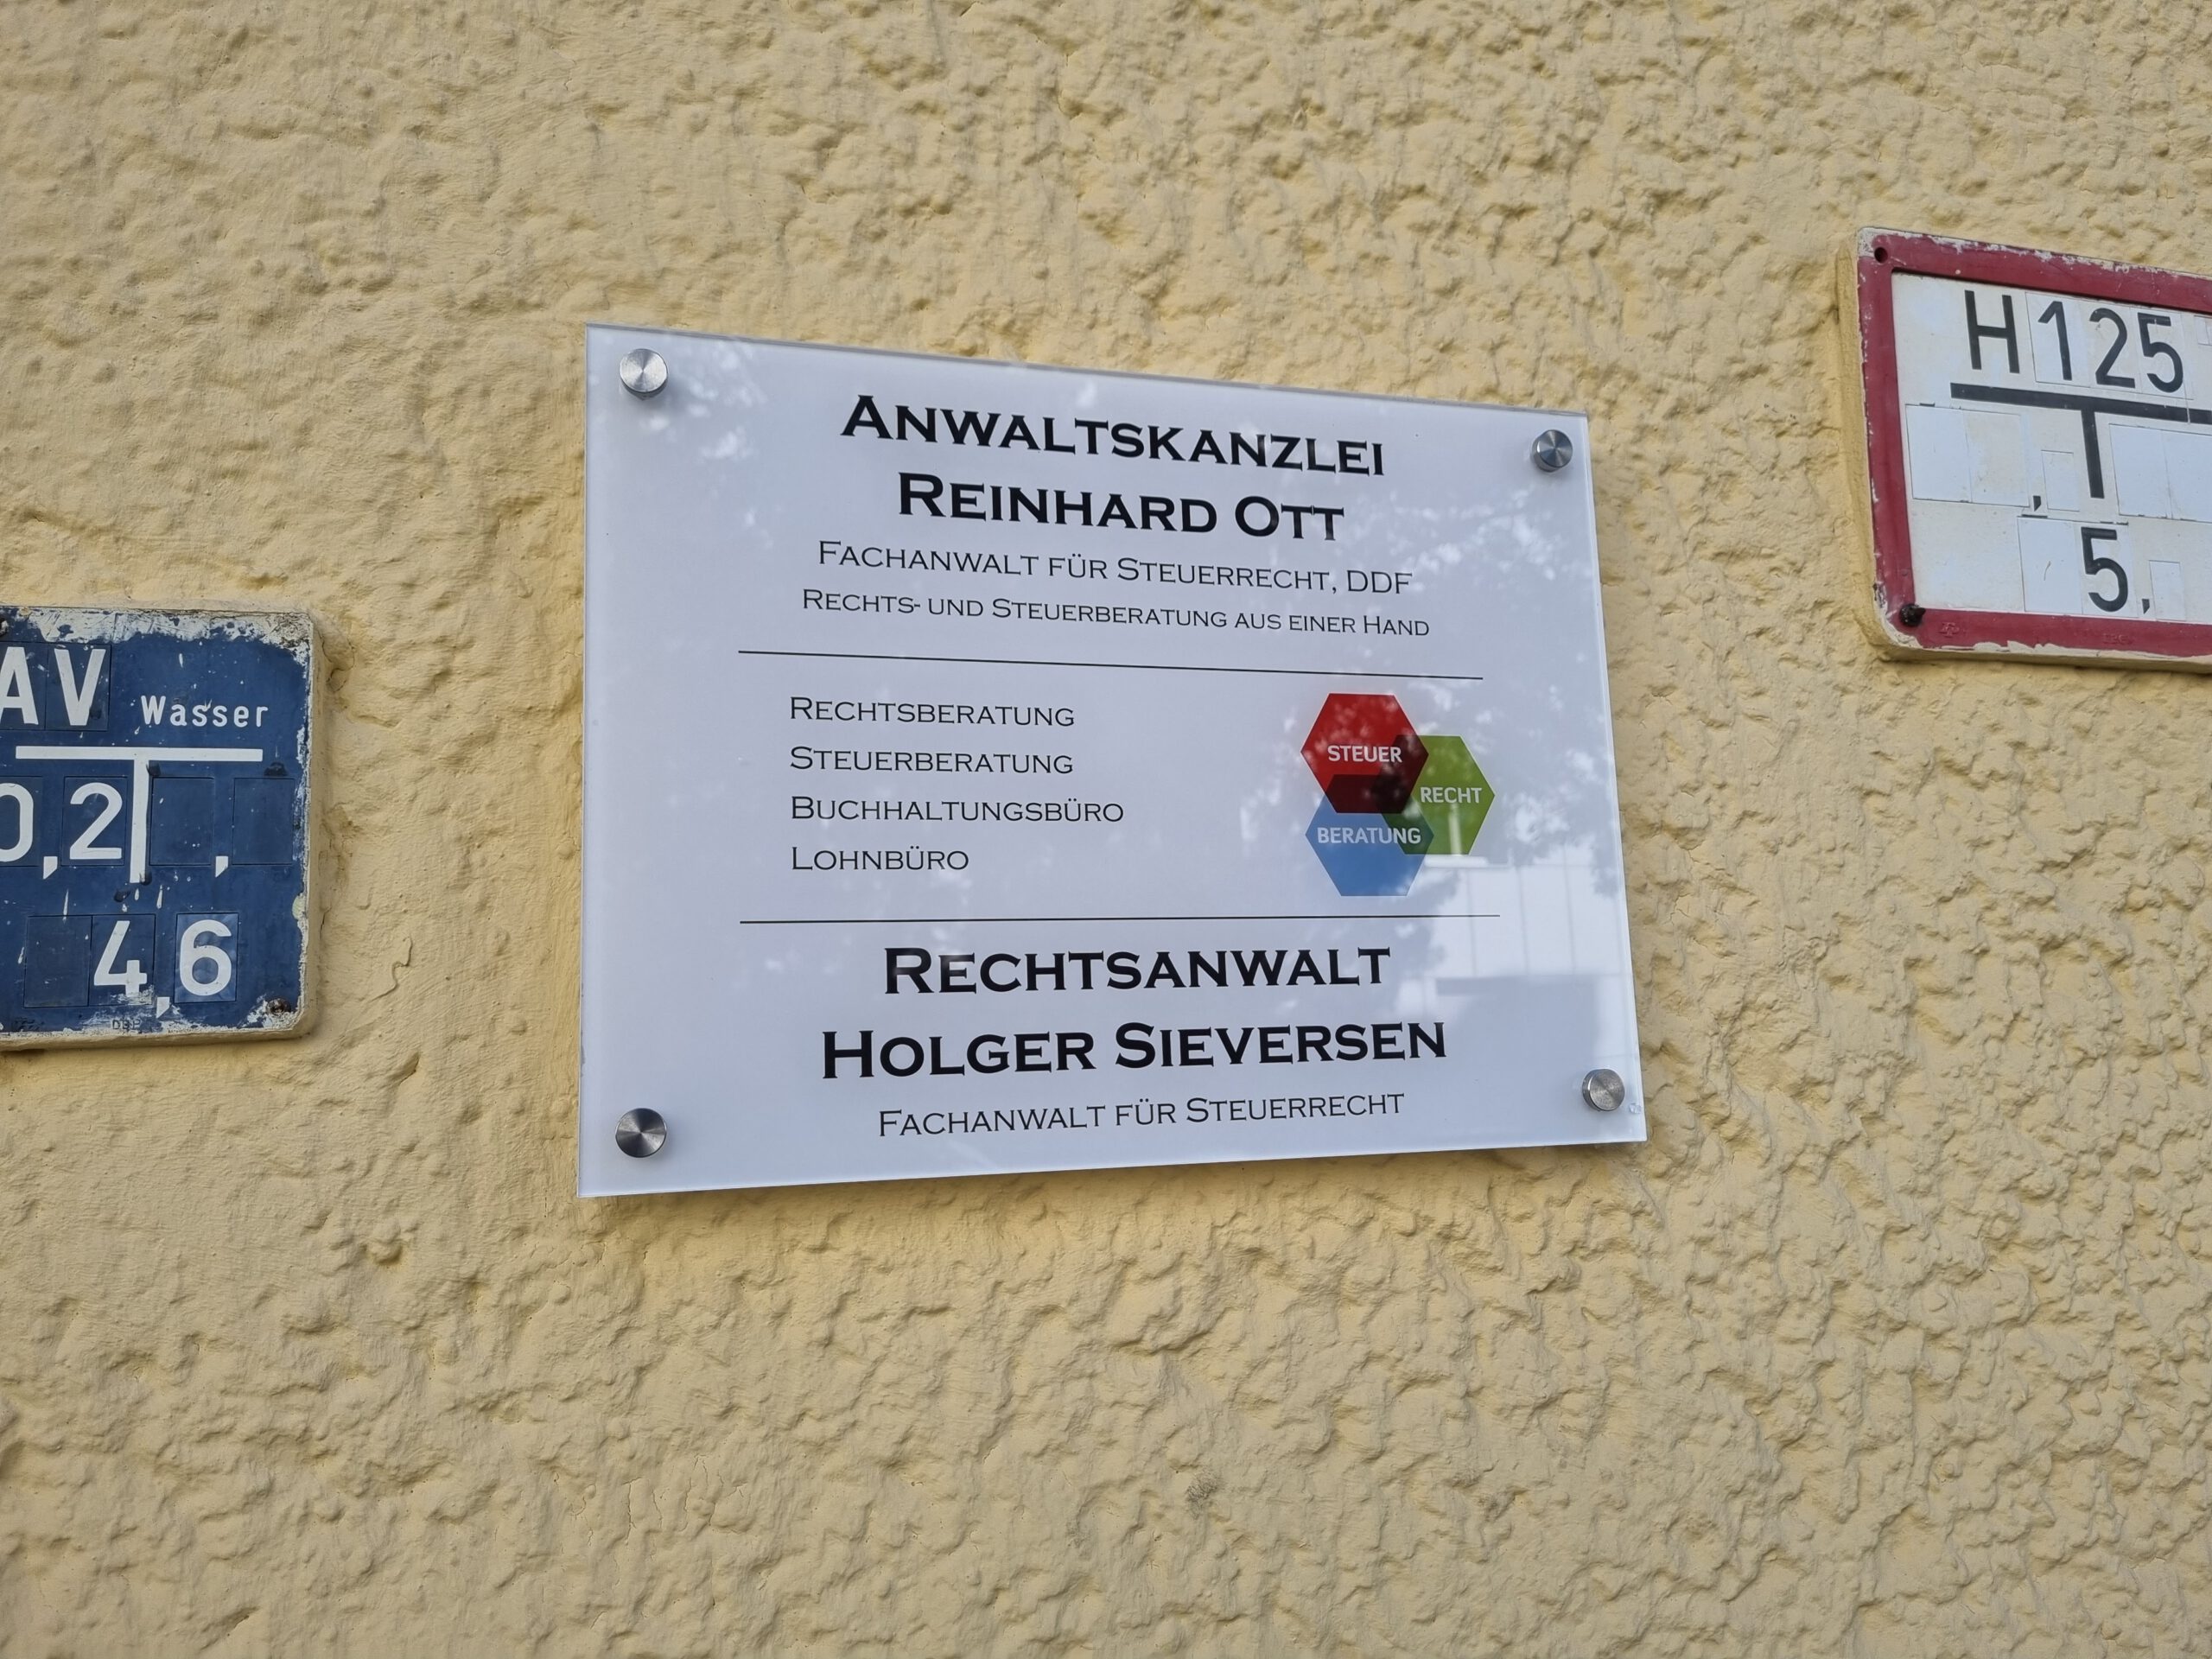 ANWALTSKANZLEI
REINHARD OTT
FACHANWALT FÜR STEUERRECHT, DDF
RECHTS- UND STEUERBERATUNG AUS EINER HAND
RECHTSBERATUNG
STEUERBERATUNG
BUCHHALTUNGSBÜRO
LOHNBÜRO
STEUER
RECHT
BERATUNG
RECHTSANWALT
HOLGER SIEVERSEN
FACHANWALT FÜR STEUERRECHT
AV Wasser
0,2 ,
4,6
H125
,
5,